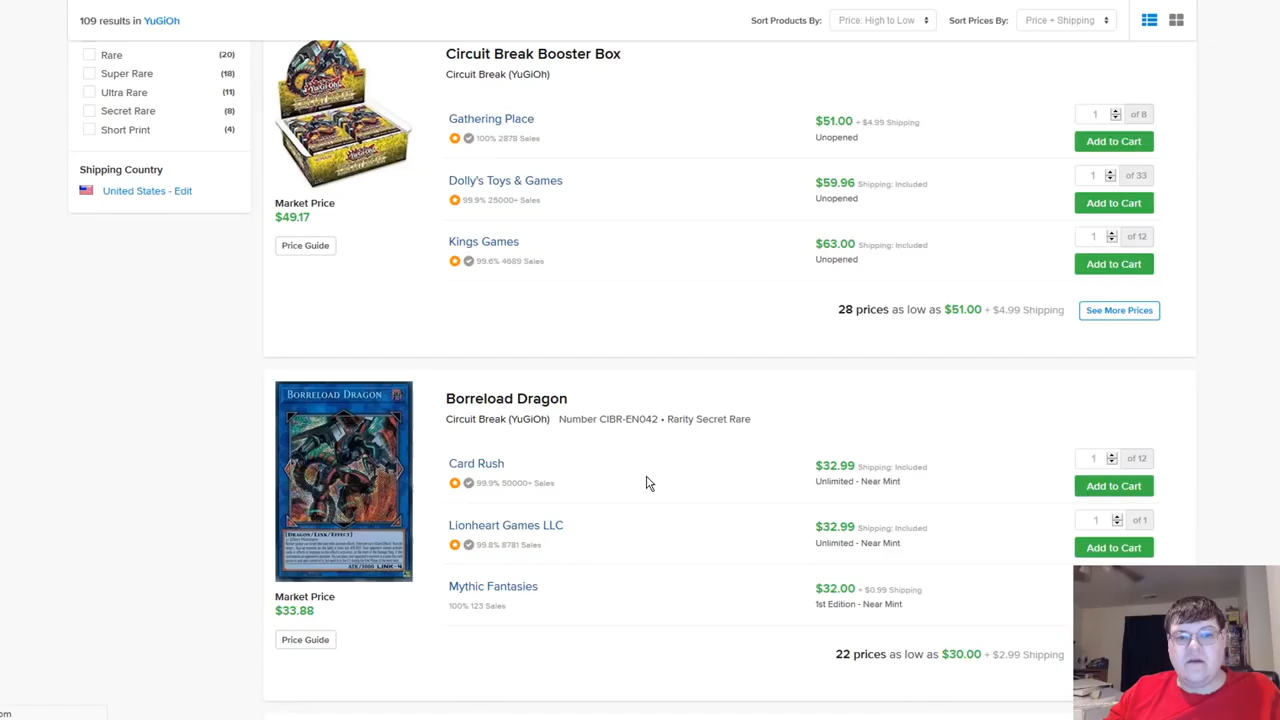 109 results in YuGiOh
Sort Products By: Price: High to Low
Sort Prices By: Price + Shipping
Rare (20)
Super Rare (18)
Ultra Rare (11)
Secret Rare (8)
Short Print (4)
Shipping Country
United States - Edit
Circuit Break Booster Box
Circuit Break (YuGiOh)
Market Price
$49.17
Price Guide
Gathering Place
100% 2878 Sales
$51.00 + $4.99 Shipping
Unopened
1 of 8
Add to Cart
Dolly's Toys & Games
99.9% 25000+ Sales
$59.96 Shipping: Included
Unopened
1 of 33
Add to Cart
Kings Games
99.6% 4689 Sales
$63.00 Shipping: Included
Unopened
1 of 12
Add to Cart
28 prices as low as $51.00 + $4.99 Shipping
See More Prices
BORRELOAD DRAGON
[DRAGON/LINK/EFFECT]
ATK/3000 LINK-4
Market Price
$33.88
Price Guide
Borreload Dragon
Circuit Break (YuGiOh) Number CIBR-EN042 • Rarity Secret Rare
Card Rush
99.9% 50000+ Sales
$32.99 Shipping: Included
Unlimited - Near Mint
1 of 12
Add to Cart
Lionheart Games LLC
99.8% 8781 Sales
$32.99 Shipping: Included
Unlimited - Near Mint
1 of 1
Add to Cart
Mythic Fantasies
100% 123 Sales
$32.00 + $0.99 Shipping
1st Edition - Near Mint
22 prices as low as $30.00 + $2.99 Shipping
om